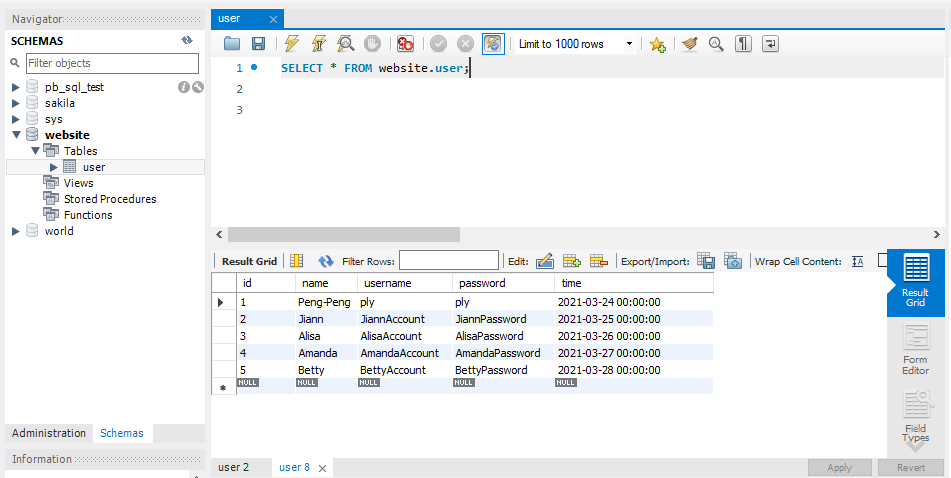 Navigator
SCHEMAS
Filter objects
pb_sql_test
sakila
sys
website
Tables
user
Views
Stored Procedures
Functions
world
Administration Schemas
Information
user
Limit to 1000 rows
1 SELECT * FROM website.user;
2
3
Result Grid Filter Rows: Edit: Export/Import: Wrap Cell Content:
id name username password time
1 Peng-Peng ply ply 2021-03-24 00:00:00
2 Jiann JiannAccount JiannPassword 2021-03-25 00:00:00
3 Alisa AlisaAccount AlisaPassword 2021-03-26 00:00:00
4 Amanda AmandaAccount AmandaPassword 2021-03-27 00:00:00
5 Betty BettyAccount BettyPassword 2021-03-28 00:00:00
NULL NULL NULL NULL NULL
Result
Grid
Form
Editor
Field
Types
user 2 user 8 Apply Revert